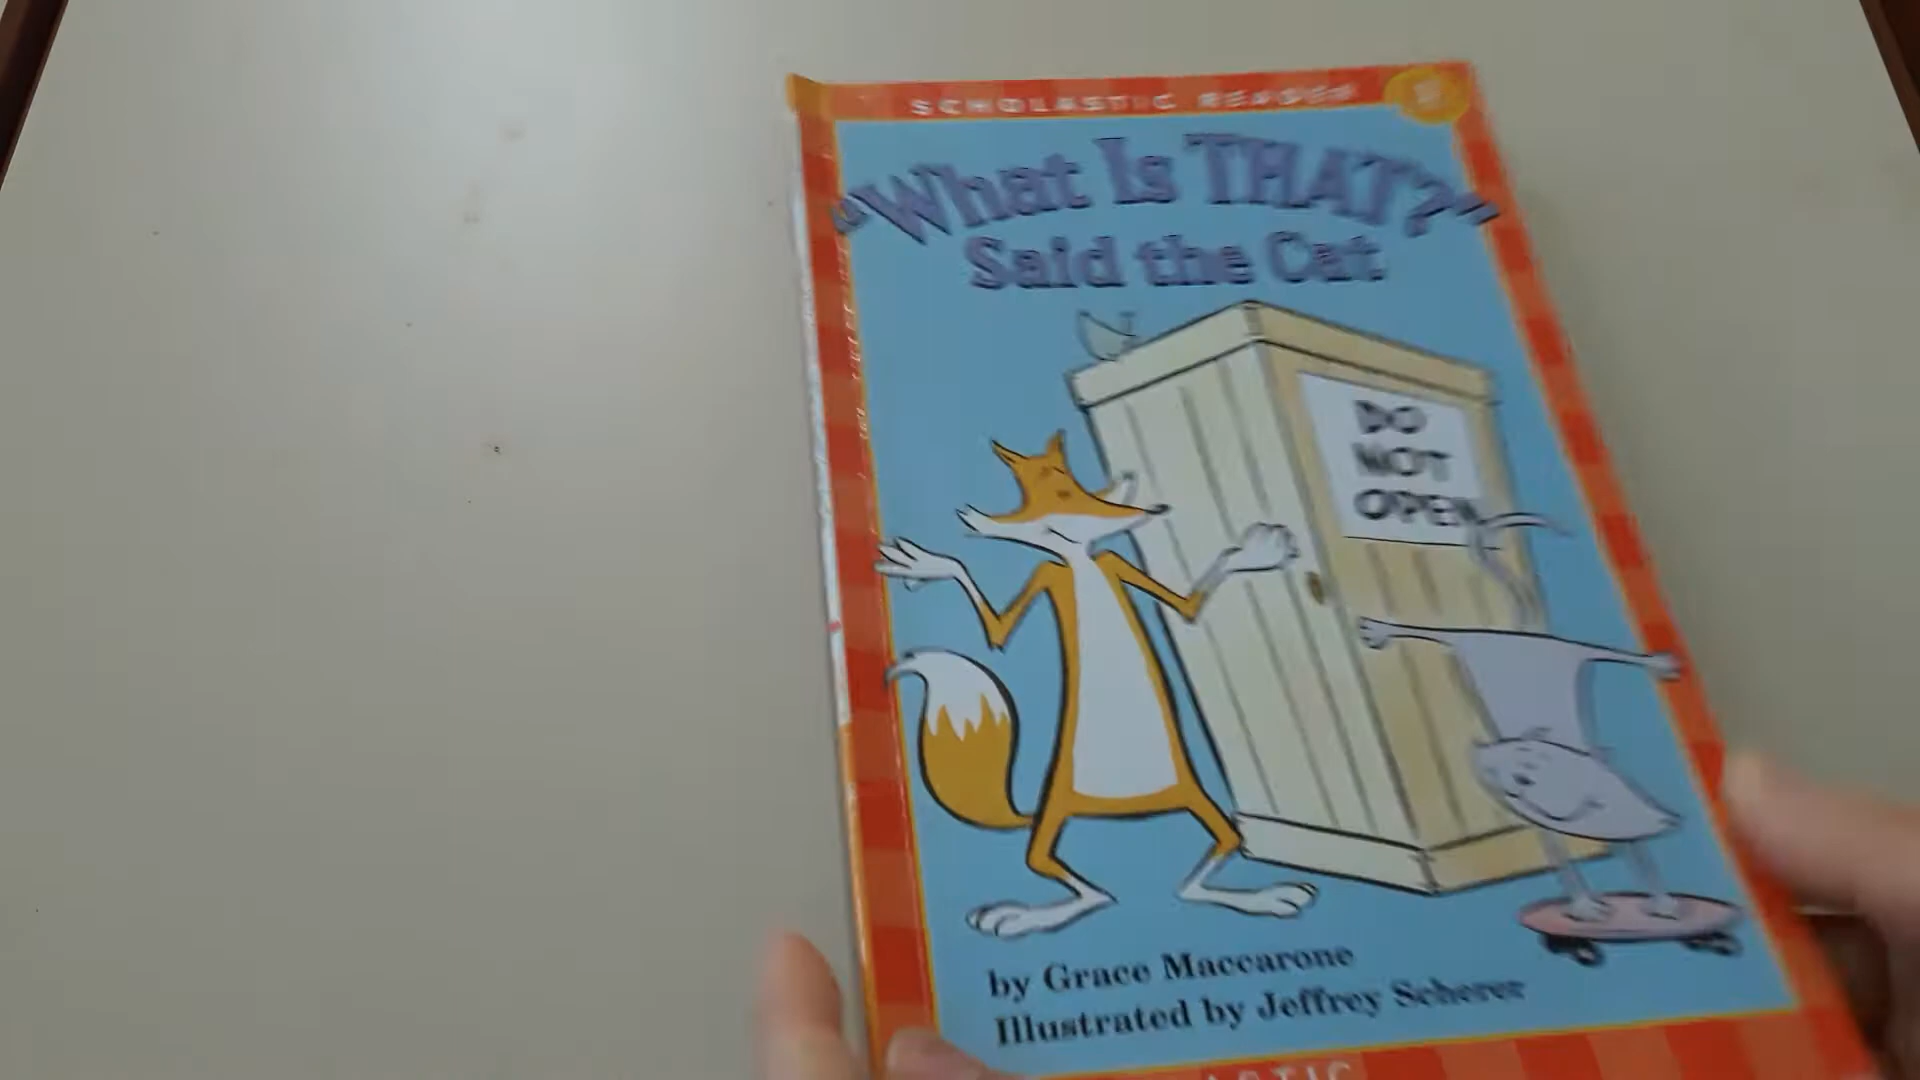 SCHOLASTIC READER
"What Is THAT?"
Said the Cat
DO
NOT
OPEN
by Grace Maccarone
Illustrated by Jeffrey Scherer